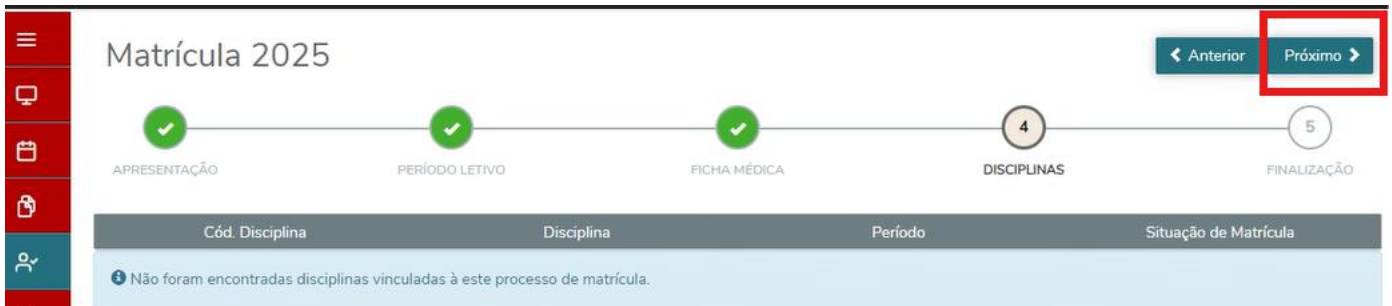 Matrícula 2025
Anterior
Próximo
4
5
APRESENTAÇÃO
PERÍODO LETIVO
FICHA MÉDICA
DISCIPLINAS
FINALIZAÇÃO
Cód. Disciplina
Disciplina
Período
Situação de Matrícula
Não foram encontradas disciplinas vinculadas à este processo de matrícula.